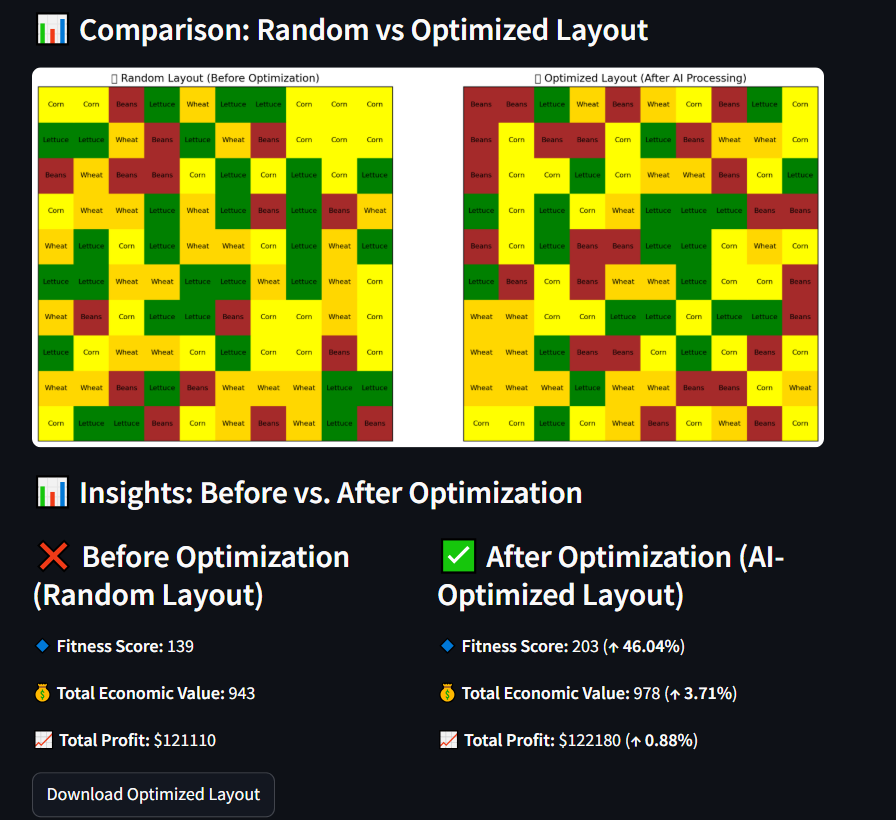 📊 Comparison: Random vs Optimized Layout
▯ Random Layout (Before Optimization)
Corn Corn Beans Lettuce Wheat Lettuce Lettuce Corn Corn Corn
Lettuce Lettuce Wheat Beans Lettuce Wheat Beans Corn Corn Corn
Beans Wheat Beans Beans Corn Lettuce Corn Lettuce Corn Lettuce
Corn Wheat Wheat Lettuce Wheat Lettuce Beans Lettuce Beans Wheat
Wheat Lettuce Corn Lettuce Wheat Wheat Corn Lettuce Wheat Lettuce
Lettuce Lettuce Wheat Wheat Lettuce Lettuce Wheat Lettuce Wheat Corn
Wheat Beans Corn Lettuce Lettuce Beans Corn Corn Wheat Corn
Lettuce Corn Wheat Wheat Corn Lettuce Corn Corn Beans Corn
Wheat Wheat Beans Lettuce Beans Wheat Wheat Wheat Lettuce Lettuce
Corn Lettuce Lettuce Beans Corn Wheat Beans Wheat Lettuce Beans
▯ Optimized Layout (After AI Processing)
Beans Beans Lettuce Wheat Beans Wheat Corn Beans Lettuce Corn
Beans Corn Beans Beans Corn Lettuce Beans Wheat Wheat Corn
Beans Corn Corn Lettuce Corn Wheat Wheat Beans Corn Lettuce
Lettuce Corn Lettuce Corn Wheat Lettuce Lettuce Lettuce Beans Beans
Beans Corn Lettuce Beans Beans Lettuce Lettuce Corn Wheat Corn
Lettuce Beans Corn Beans Wheat Wheat Lettuce Corn Corn Beans
Wheat Wheat Corn Corn Lettuce Lettuce Corn Lettuce Lettuce Beans
Wheat Wheat Lettuce Beans Beans Corn Lettuce Corn Beans Corn
Wheat Wheat Wheat Lettuce Wheat Wheat Beans Beans Corn Wheat
Corn Corn Lettuce Corn Wheat Beans Corn Wheat Beans Corn
📊 Insights: Before vs. After Optimization
❌ Before Optimization
(Random Layout)
🔹 Fitness Score: 139
💰 Total Economic Value: 943
📈 Total Profit: $121110
✅ After Optimization (AI-
Optimized Layout)
🔹 Fitness Score: 203 (↑ 46.04%)
💰 Total Economic Value: 978 (↑ 3.71%)
📈 Total Profit: $122180 (↑ 0.88%)
Download Optimized Layout